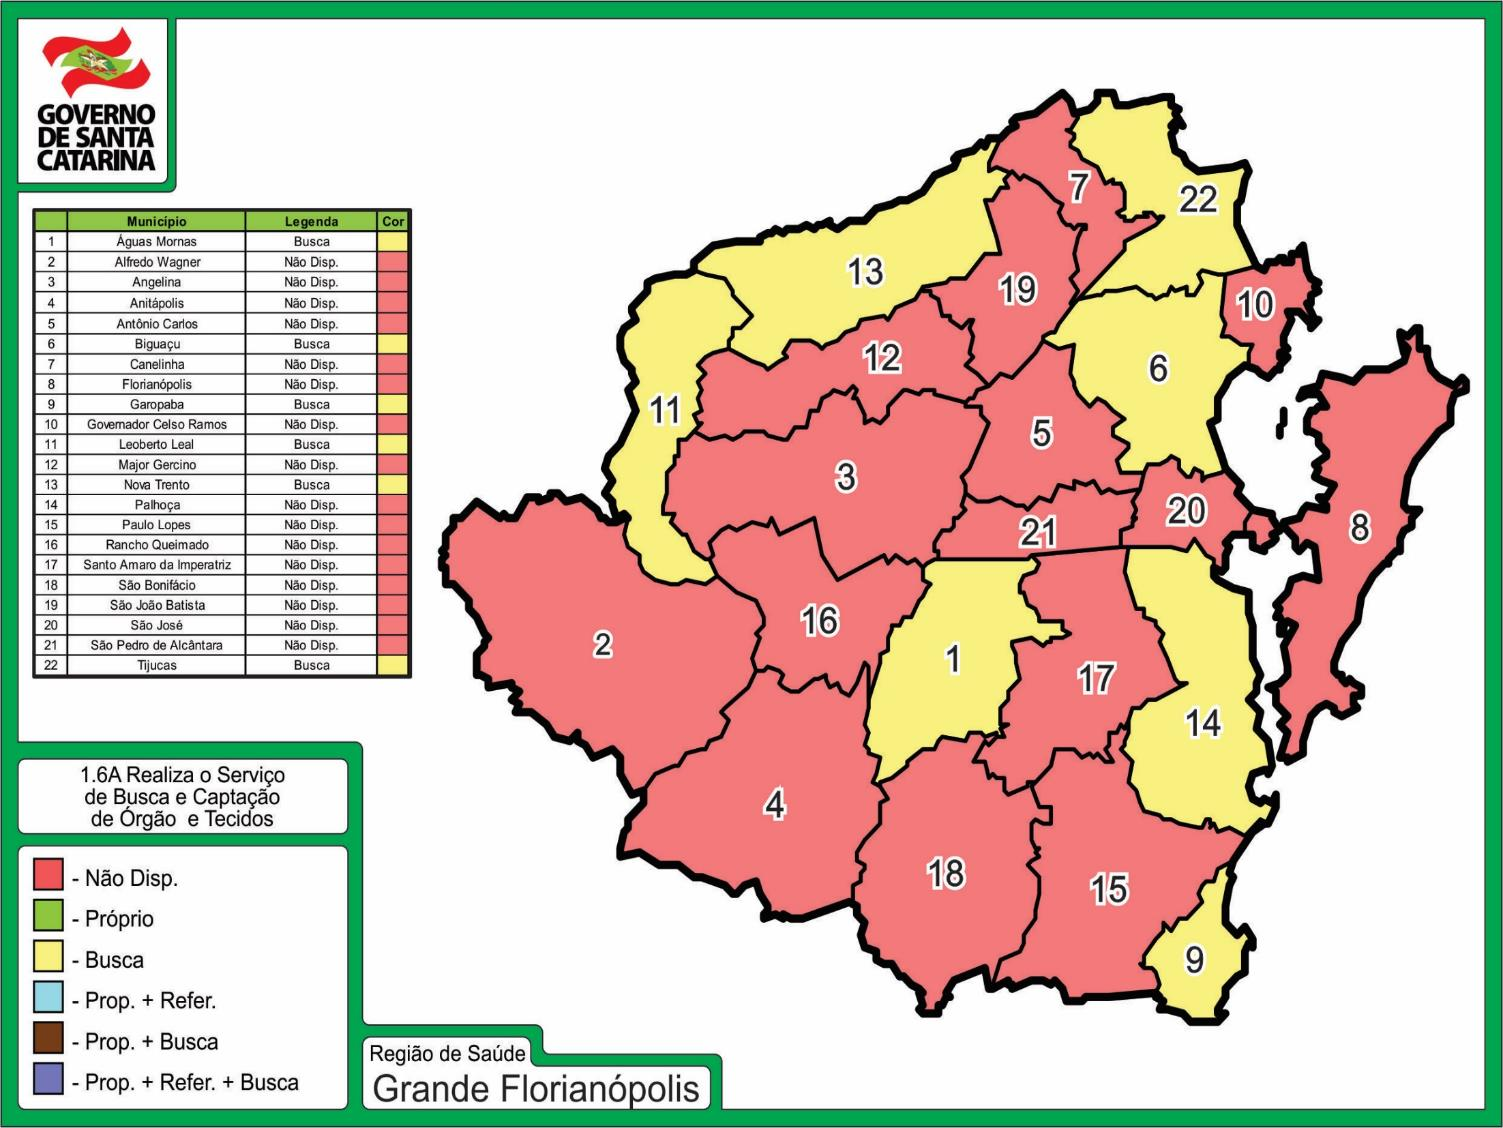 GOVERNO
DE SANTA
CATARINA
Município Legenda Cor
1 Águas Mornas Busca
2 Alfredo Wagner Não Disp.
3 Angelina Não Disp.
4 Anitápolis Não Disp.
5 Antônio Carlos Não Disp.
6 Biguaçu Busca
7 Canelinha Não Disp.
8 Florianópolis Não Disp.
9 Garopaba Busca
10 Governador Celso Ramos Não Disp.
11 Leoberto Leal Busca
12 Major Gercino Não Disp.
13 Nova Trento Busca
14 Palhoça Não Disp.
15 Paulo Lopes Não Disp.
16 Rancho Queimado Não Disp.
17 Santo Amaro da Imperatriz Não Disp.
18 São Bonifácio Não Disp.
19 São João Batista Não Disp.
20 São José Não Disp.
21 São Pedro de Alcântara Não Disp.
22 Tijucas Busca
1.6A Realiza o Serviço
de Busca e Captação
de Órgão e Tecidos
- Não Disp.
- Próprio
- Busca
- Prop. + Refer.
- Prop. + Busca
- Prop. + Refer. + Busca
Região de Saúde
Grande Florianópolis
7
22
13
19
10
12
6
11
5
3
20
21
8
16
2
1
17
14
4
18
15
9